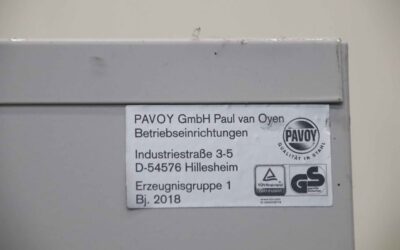 PAVOY GmbH Paul van Oyen
Betriebseinrichtungen
PAVOY
QUALITÄT IN STAHL
Industriestraße 3-5
D-54576 Hillesheim
Erzeugnisgruppe 1
Bj. 2018
GS